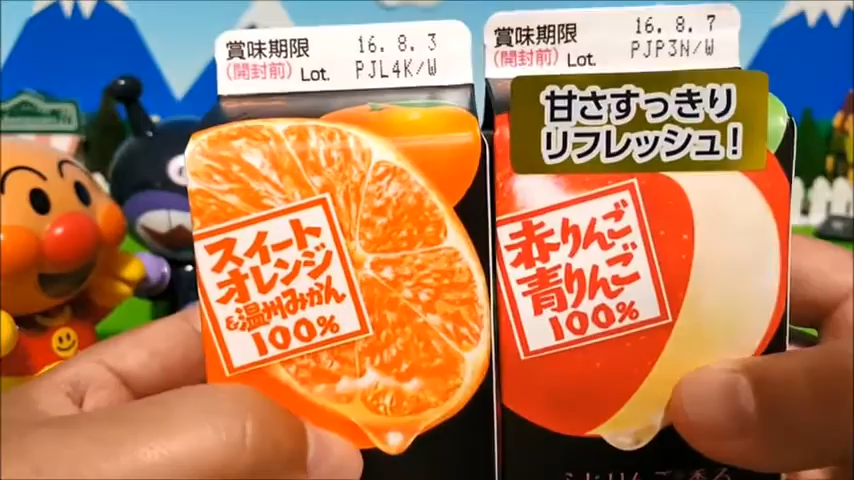 賞味期限
(開封前)
Lot.
16.8.3
PJL4K/W
スイート
オレンジ
&温州みかん
100%
賞味期限
(開封前)
Lot.
16.8.7
PJP3N/W
甘さすっきり
リフレッシュ!
赤りんご
青りんご
100%